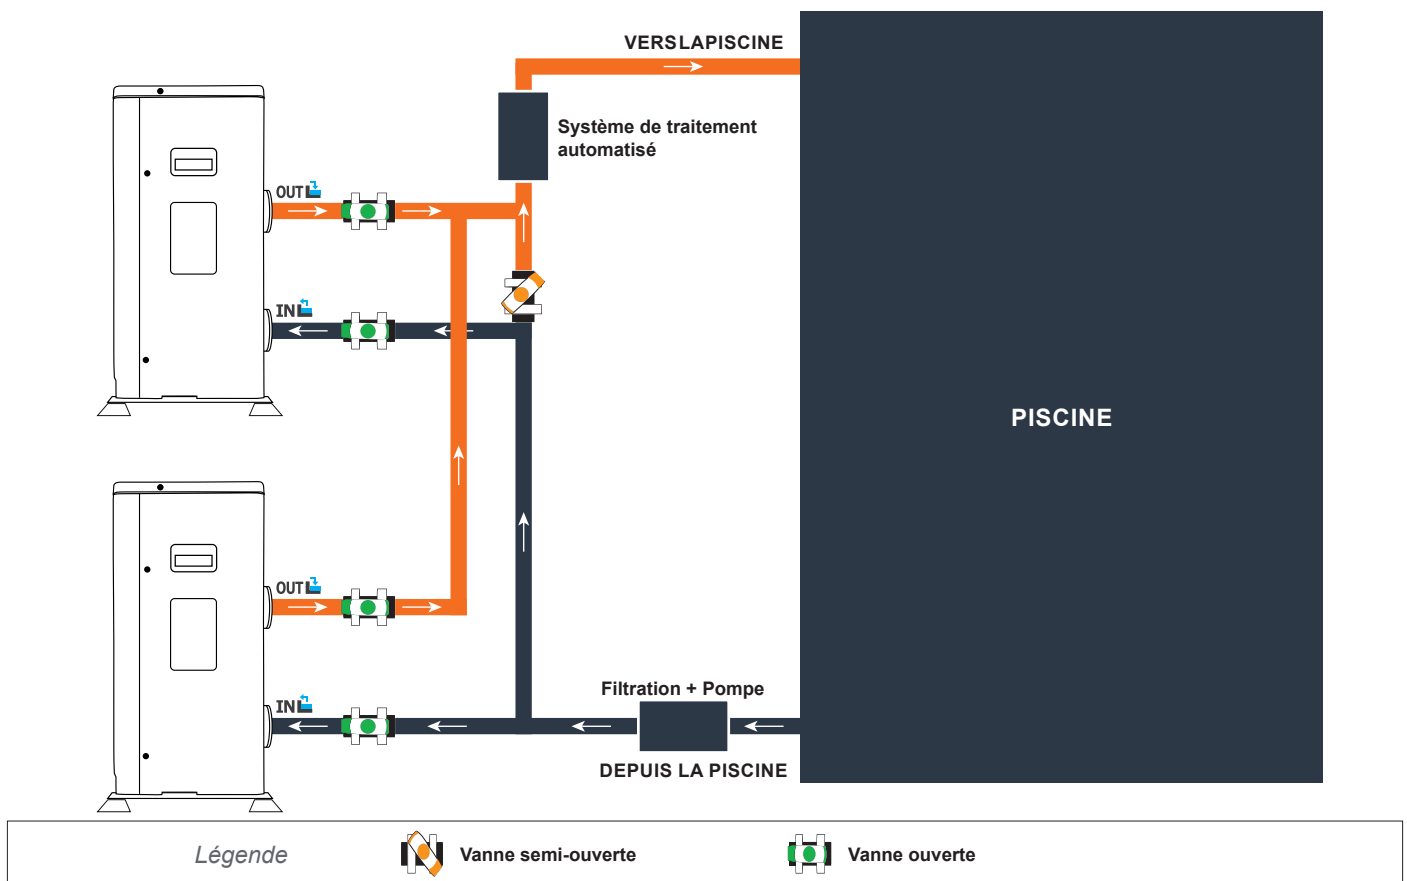 VERSLAPISCINE
Système de traitement
automatisé
OUT
IN
PISCINE
OUT
Filtration + Pompe
IN
DEPUIS LA PISCINE
Légende
Vanne semi-ouverte
Vanne ouverte